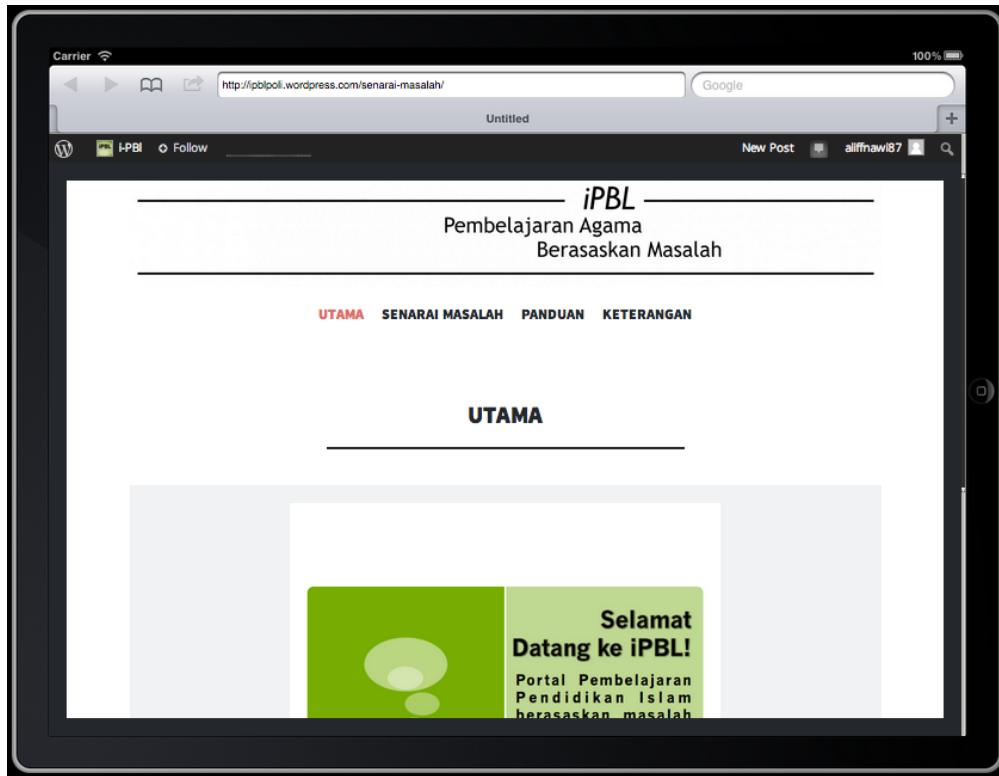 Carrier 100%
http://ipblpoli.wordpress.com/senarai-masalah/ Google
Untitled
i-PBl Follow New Post aliffnawi87
iPBL
Pembelajaran Agama
Berasaskan Masalah
UTAMA SENARAI MASALAH PANDUAN KETERANGAN
UTAMA
Selamat
Datang ke iPBL!
Portal Pembelajaran
Pendidikan Islam
berasaskan masalah